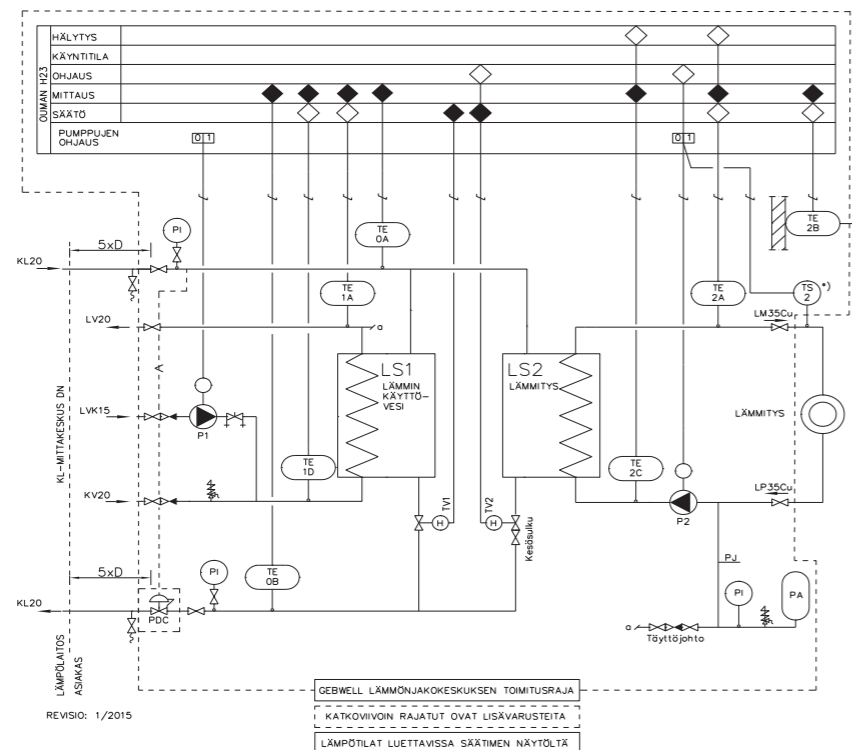 OUMAN H23
HÄLYTYS
KÄYNTITILA
OHJAUS
MITTAUS
SÄÄTÖ
PUMPPUJEN
OHJAUS
0 1
0 1
5xD
PI
TE
0A
TE
2B
KL20
TE
1A
TE
2A
TS
2
*)
LM35Cu
LV20
a
A
LS1
LÄMMIN
KÄYTTÖ-
VESI
LS2
LÄMMITYS
LÄMMITYS
KL-MITTAKESKUS DN
LVK15
P1
TE
1D
TE
2C
LP35Cu
KV20
TV1
H
TV2
H
P2
Kesäsulku
5xD
PI
TE
0B
PJ
PI
PA
KL20
PDC
a
Täyttöjohto
LÄMPÖLAITOS
ASIAKAS
GEBWELL LÄMMÖNJAKOKESKUKSEN TOIMITUSRAJA
REVISIO: 1/2015
KATKOVIIVOIN RAJATUT OVAT LISÄVARUSTEITA
LÄMPÖTILAT LUETTAVISSA SÄÄTIMEN NÄYTÖLTÄ